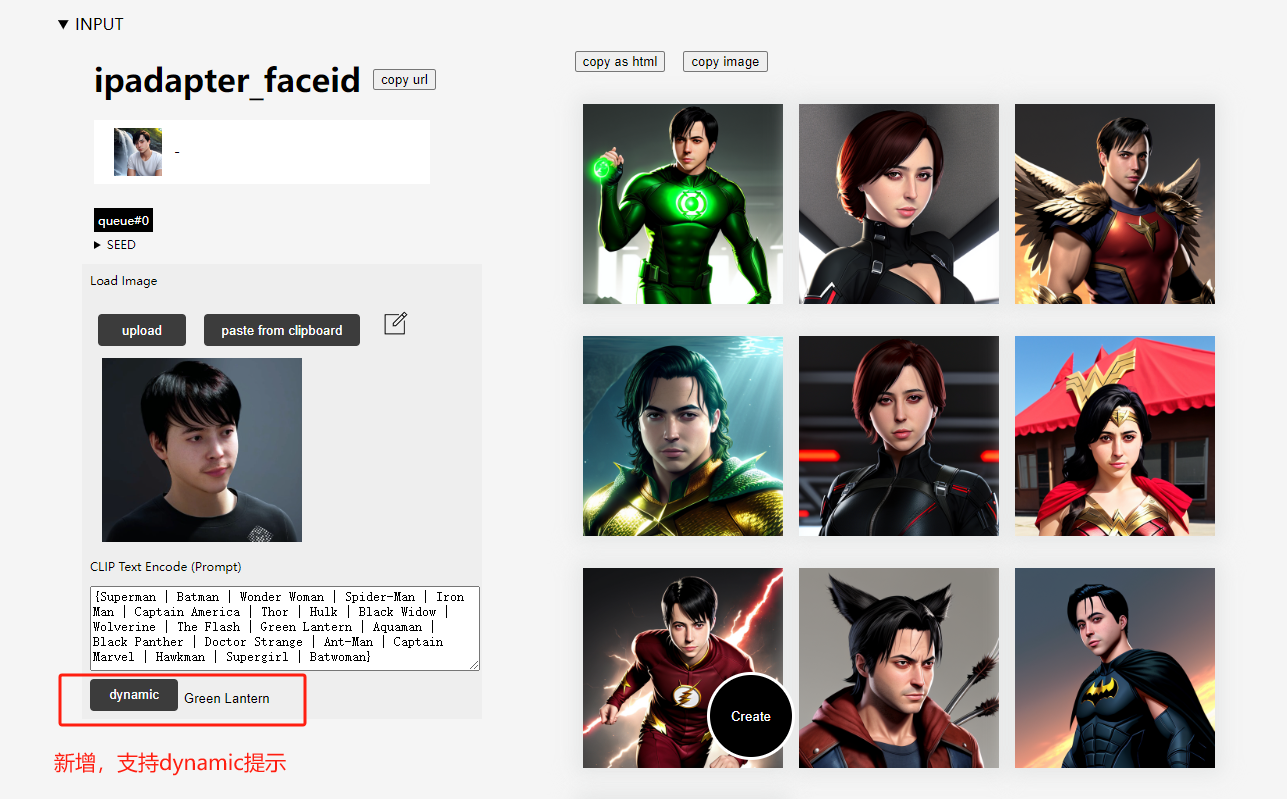 ▼ INPUT
ipadapter_faceid
copy url
-
queue#0
▶ SEED
Load Image
upload
paste from clipboard
CLIP Text Encode (Prompt)
{Superman | Batman | Wonder Woman | Spider-Man | Iron
Man | Captain America | Thor | Hulk | Black Widow |
Wolverine | The Flash | Green Lantern | Aquaman |
Black Panther | Doctor Strange | Ant-Man | Captain
Marvel | Hawkman | Supergirl | Batwoman}
dynamic
Green Lantern
新增，支持dynamic提示
copy as html
copy image
Create